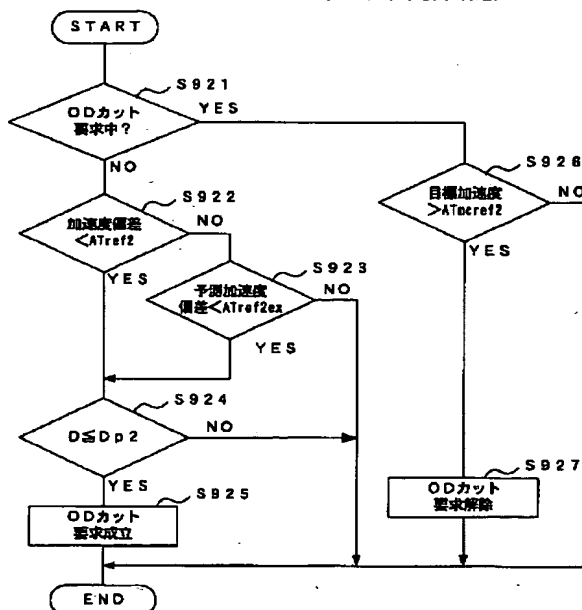 START
S921
ODカット
要求中?
YES
NO
S922
加速度偏差
<ATref2
NO
YES
S923
予測加速度
偏差<ATref2ex
NO
YES
S924
D≦Dp2
NO
YES
S925
ODカット
要求成立
END
S926
目標加速度
>ATmcref2
NO
YES
S927
ODカット
要求解除